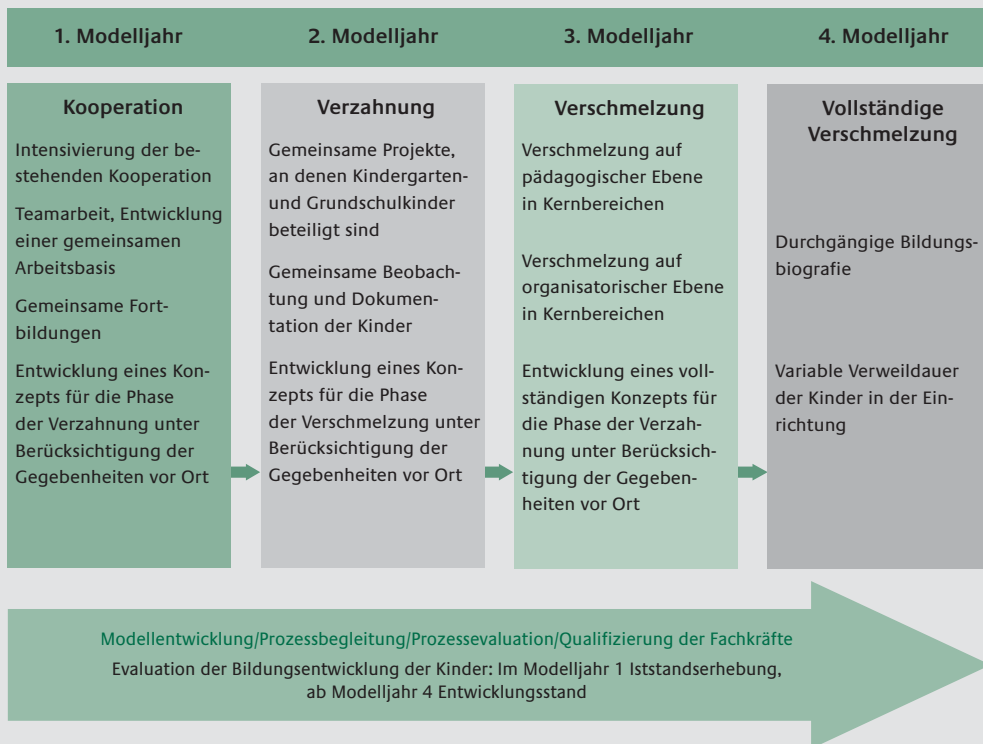 1. Modelljahr
2. Modelljahr
3. Modelljahr
4. Modelljahr
Kooperation
Intensivierung der be-
stehenden Kooperation
Teamarbeit, Entwicklung
einer gemeinsamen
Arbeitsbasis
Gemeinsame Fort-
bildungen
Entwicklung eines Kon-
zepts für die Phase
der Verzahnung unter
Berücksichtigung der
Gegebenheiten vor Ort
Verzahnung
Gemeinsame Projekte,
an denen Kindergarten-
und Grundschulkinder
beteiligt sind
Gemeinsame Beobach-
tung und Dokumen-
tation der Kinder
Entwicklung eines Kon-
zepts für die Phase
der Verschmelzung unter
Berücksichtigung der
Gegebenheiten vor Ort
Verschmelzung
Verschmelzung auf
pädagogischer Ebene
in Kernbereichen
Verschmelzung auf
organisatorischer Ebene
in Kernbereichen
Entwicklung eines voll-
ständigen Konzepts für
die Phase der Verzah-
nung unter Berücksich-
tigung der Gegeben-
heiten vor Ort
Vollständige
Verschmelzung
Durchgängige Bildungs-
biografie
Variable Verweildauer
der Kinder in der Ein-
richtung
Modellentwicklung/Prozessbegleitung/Prozessevaluation/Qualifizierung der Fachkräfte
Evaluation der Bildungsentwicklung der Kinder: Im Modelljahr 1 Iststandserhebung,
ab Modelljahr 4 Entwicklungsstand